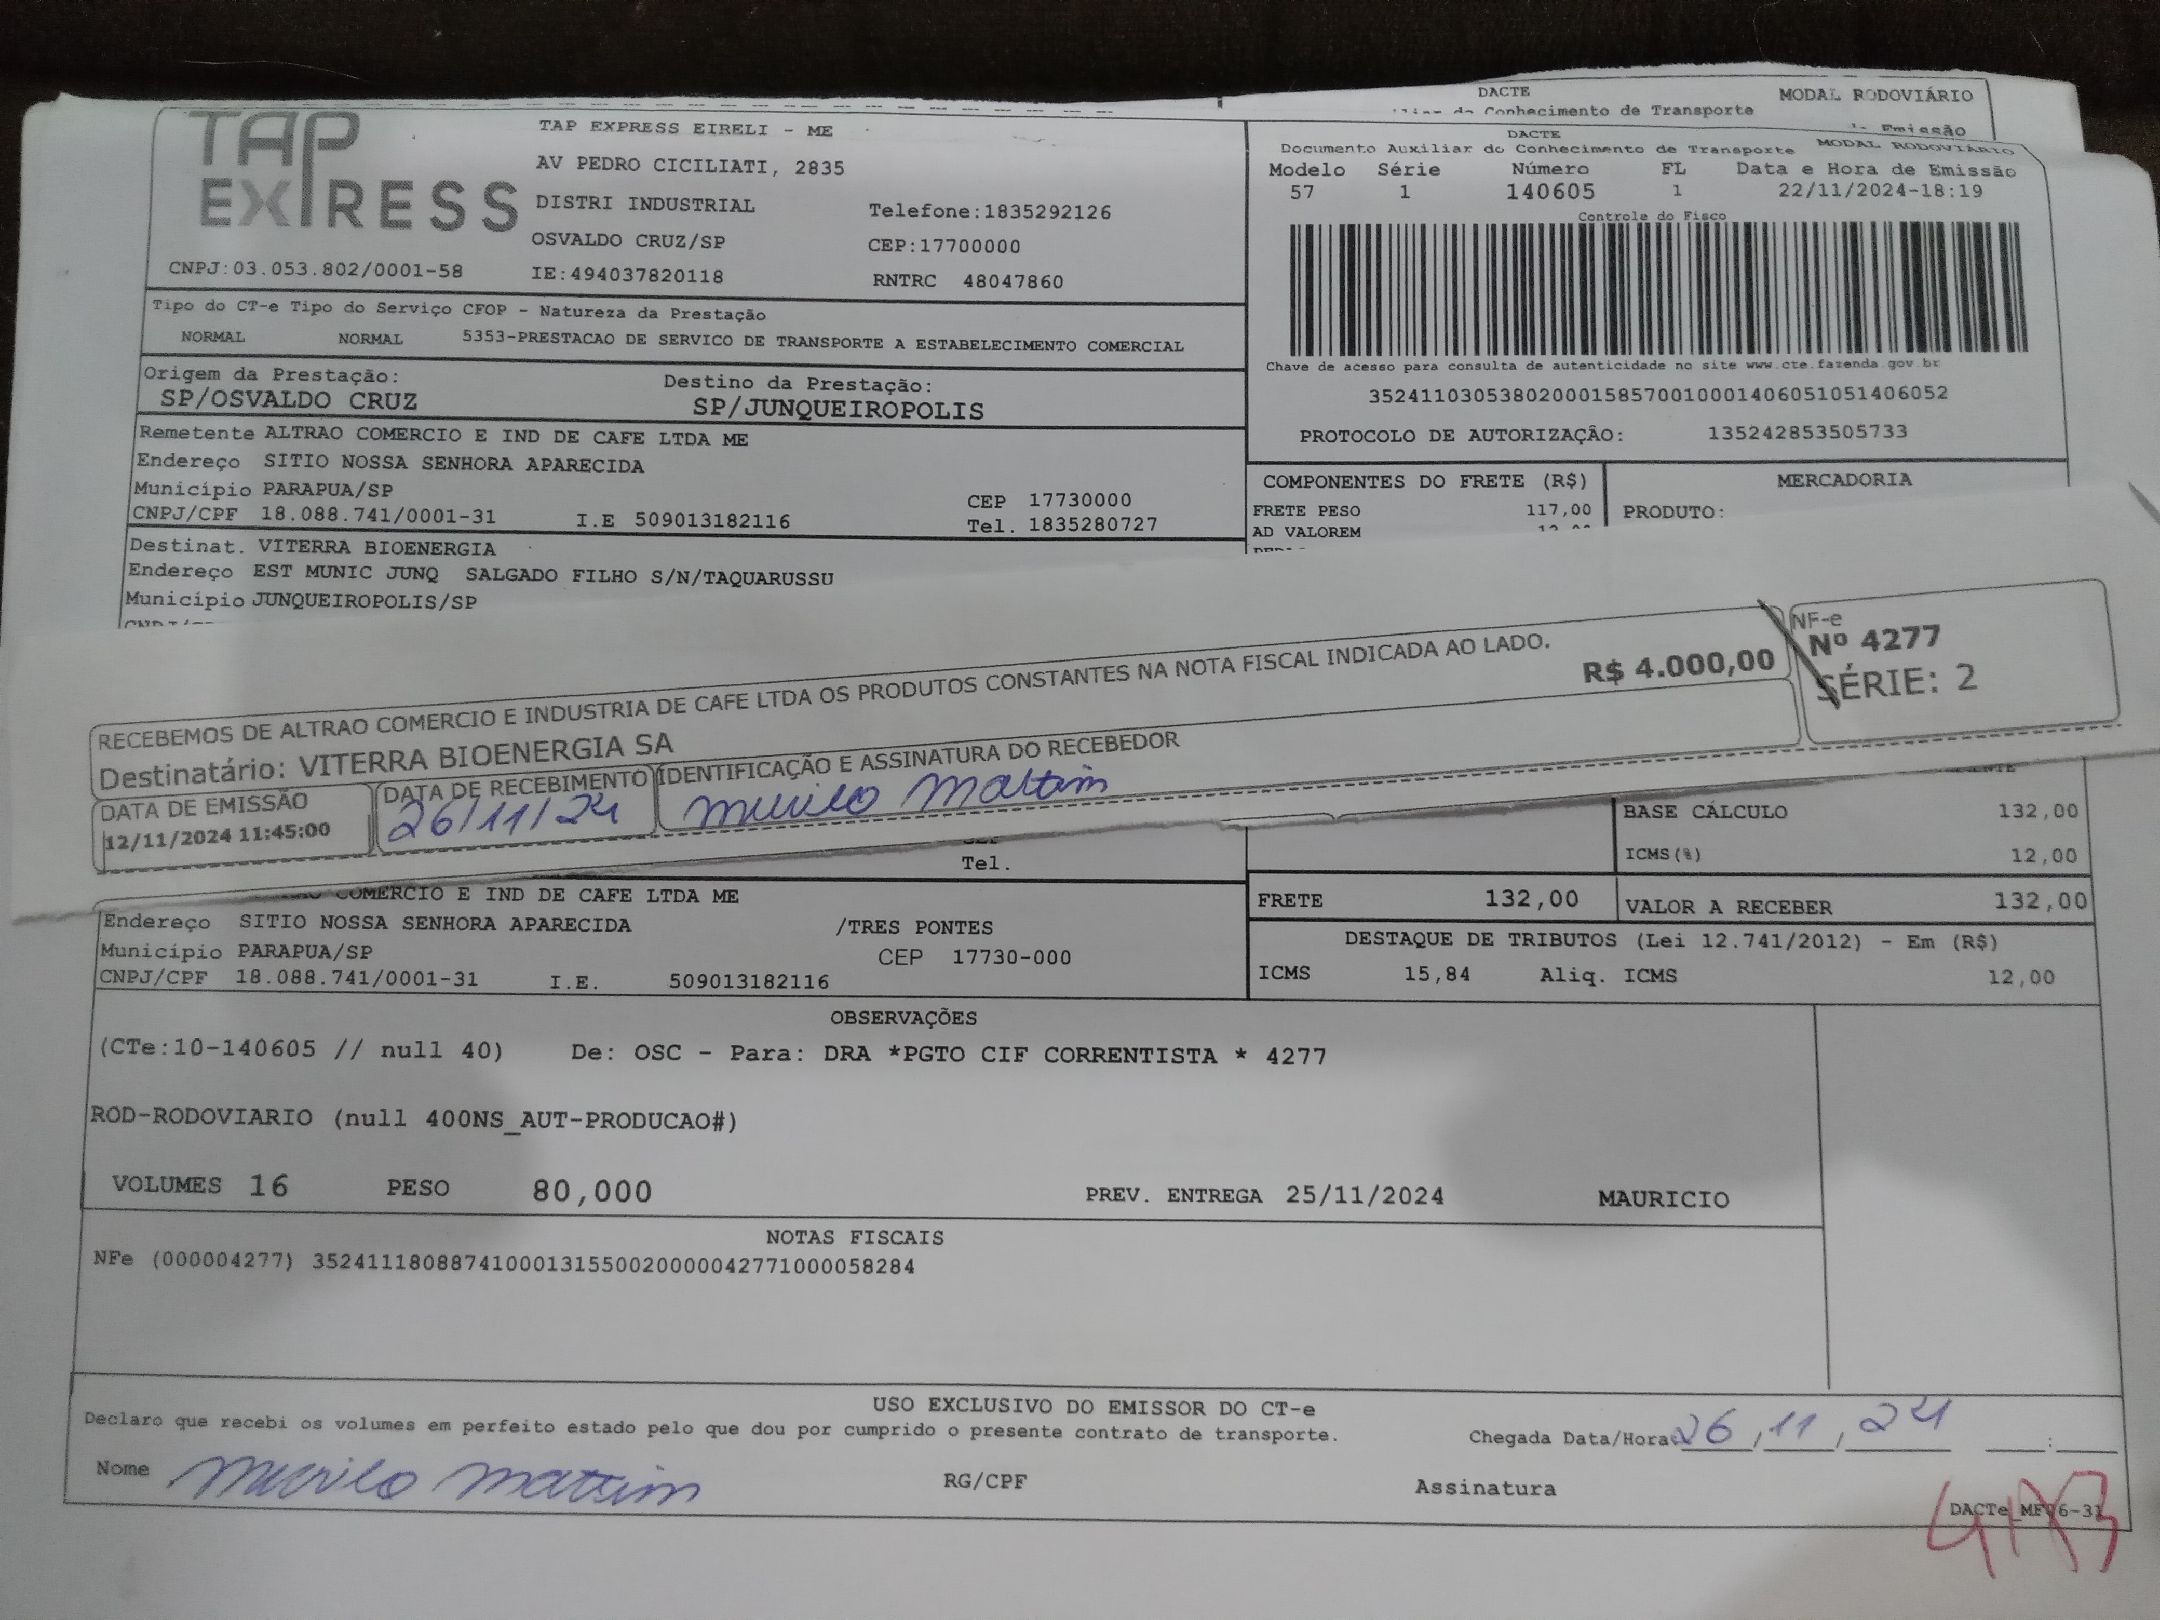 DACTE
MODAL RODOVIÁRIO
Conhecimento de Transporte
Emissão
TAP EXPRESS
TAP EXPRESS EIRELI - ME
AV PEDRO CICILIATI, 2835
DISTRI INDUSTRIAL
Telefone:1835292126
OSVALDO CRUZ/SP
CEP:17700000
CNPJ:03.053.802/0001-58
IE:494037820118
RNTRC 48047860
DACTE
Documento Auxiliar do Conhecimento de Transporte
MODAL RODOVIÁRIO
Modelo Série Número FL Data e Hora de Emissão
57 1 140605 1 22/11/2024-18:19
Controle do Fisco
Chave de acesso para consulta de autenticidade no site www.cte.fazenda.gov.br
35241103053802000158570010001406051051406052
PROTOCOLO DE AUTORIZAÇÃO: 135242853505733
Tipo do CT-e Tipo do Serviço CFOP - Natureza da Prestação
NORMAL NORMAL 5353-PRESTACAO DE SERVICO DE TRANSPORTE A ESTABELECIMENTO COMERCIAL
Origem da Prestação: Destino da Prestação:
SP/OSVALDO CRUZ SP/JUNQUEIROPOLIS
Remetente ALTRAO COMERCIO E IND DE CAFE LTDA ME
Endereço SITIO NOSSA SENHORA APARECIDA
Município PARAPUA/SP CEP 17730000
CNPJ/CPF 18.088.741/0001-31 I.E 509013182116 Tel. 1835280727
Destinat. VITERRA BIOENERGIA
Endereço EST MUNIC JUNQ SALGADO FILHO S/N/TAQUARUSSU
Município JUNQUEIROPOLIS/SP
COMPONENTES DO FRETE (R$) MERCADORIA
FRETE PESO 117,00 PRODUTO:
AD VALOREM
RECEBEMOS DE ALTRAO COMERCIO E INDUSTRIA DE CAFE LTDA OS PRODUTOS CONSTANTES NA NOTA FISCAL INDICADA AO LADO.
R$ 4.000,00
Destinatário: VITERRA BIOENERGIA SA
NF-e
Nº 4277
SÉRIE: 2
DATA DE EMISSÃO
12/11/2024 11:45:00
DATA DE RECEBIMENTO
26/11/24
IDENTIFICAÇÃO E ASSINATURA DO RECEBEDOR
Murilo Mattim
BASE CÁLCULO 132,00
Tel.
ICMS(%) 12,00
COMERCIO E IND DE CAFE LTDA ME
Endereço SITIO NOSSA SENHORA APARECIDA /TRES PONTES
Município PARAPUA/SP CEP 17730-000
CNPJ/CPF 18.088.741/0001-31 I.E. 509013182116
FRETE 132,00 VALOR A RECEBER 132,00
DESTAQUE DE TRIBUTOS (Lei 12.741/2012) - Em (R$)
ICMS 15,84 Aliq. ICMS 12,00
OBSERVAÇÕES
(CTe:10-140605 // null 40) De: OSC - Para: DRA *PGTO CIF CORRENTISTA * 4277
ROD-RODOVIARIO (null 400NS_AUT-PRODUCAO#)
VOLUMES 16 PESO 80,000 PREV. ENTREGA 25/11/2024 MAURICIO
NOTAS FISCAIS
NFe (000004277) 35241118088741000131550020000042771000058284
USO EXCLUSIVO DO EMISSOR DO CT-e
Declaro que recebi os volumes em perfeito estado pelo que dou por cumprido o presente contrato de transporte.
Chegada Data/Hora: 26/11/24 :
Nome Murilo Mattim RG/CPF Assinatura